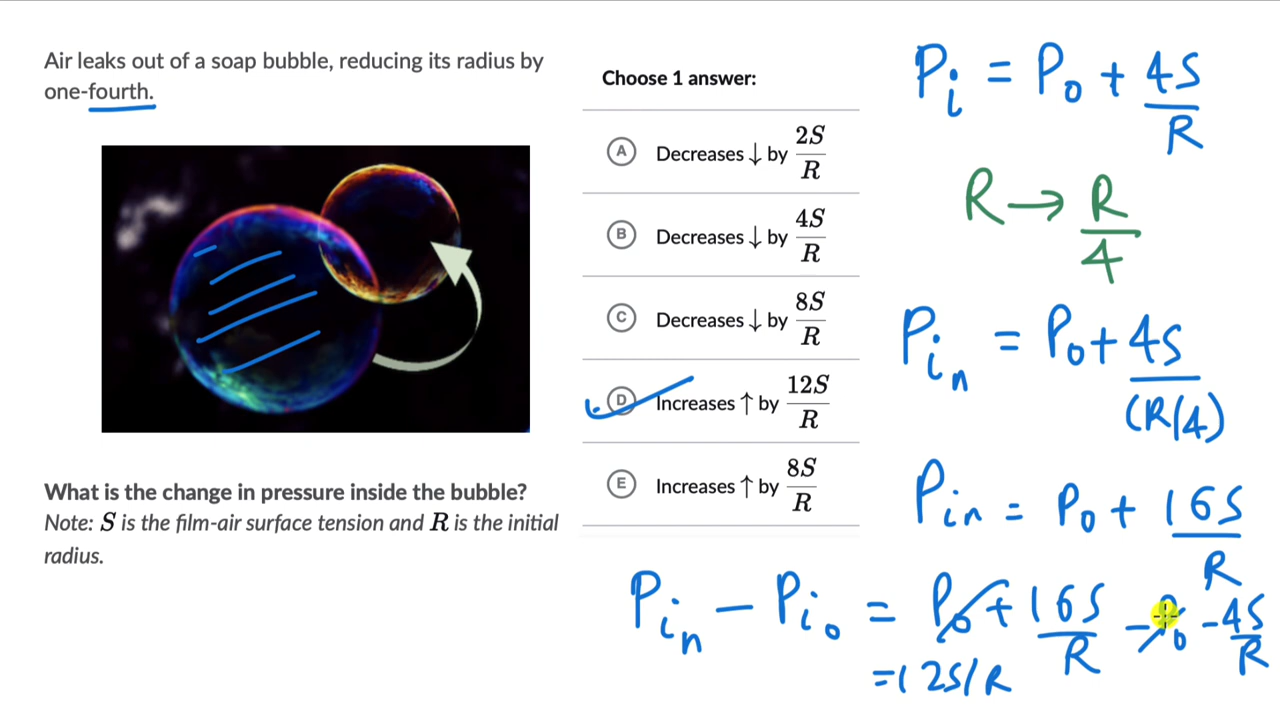 Air leaks out of a soap bubble, reducing its radius by
one-fourth.
What is the change in pressure inside the bubble?
Note: S is the film-air surface tension and R is the initial
radius.
Choose 1 answer:
A Decreases ↓ by 2S/R
B Decreases ↓ by 4S/R
C Decreases ↓ by 8S/R
D Increases ↑ by 12S/R
E Increases ↑ by 8S/R
Pi = P0 + 4S/R
R → R/4
Pin = P0 + 4S/(R/4)
Pin = P0 + 16S/R
Pin − Pi0 = P0 + 16S/R − P0 − 4S/R
= 12S/R